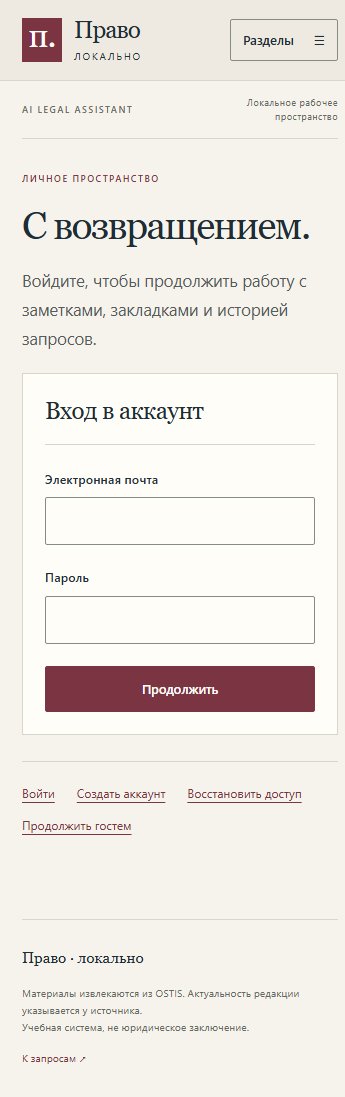 П.
Право
ЛОКАЛЬНО
Разделы ☰
AI LEGAL ASSISTANT
Локальное рабочее
пространство
ЛИЧНОЕ ПРОСТРАНСТВО
С возвращением.
Войдите, чтобы продолжить работу с
заметками, закладками и историей
запросов.
Вход в аккаунт
Электронная почта
Пароль
Продолжить
Войти Создать аккаунт Восстановить доступ
Продолжить гостем
Право · локально
Материалы извлекаются из OSTIS. Актуальность редакции
указывается у источника.
Учебная система, не юридическое заключение.
К запросам ↗